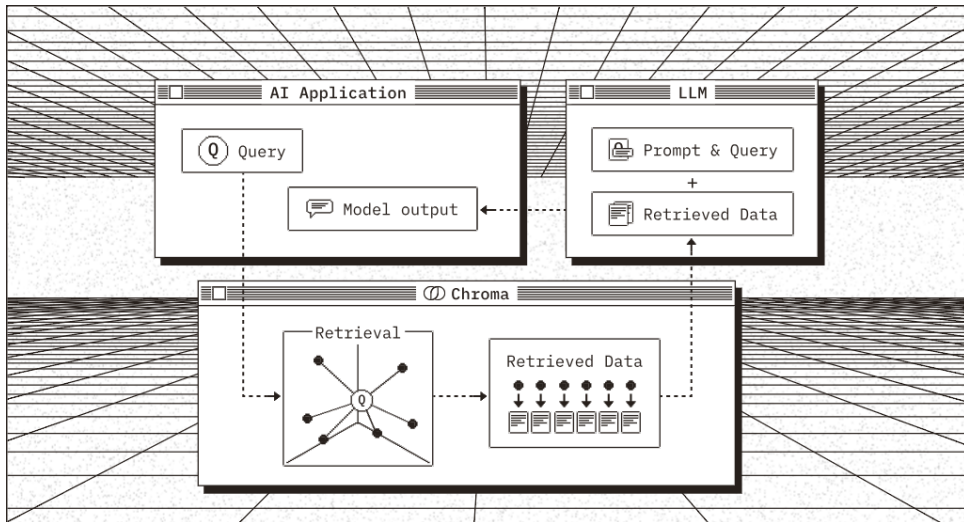 AI Application
Q Query
Model output
LLM
Prompt & Query
+
Retrieved Data
Chroma
Retrieval
Q
Retrieved Data